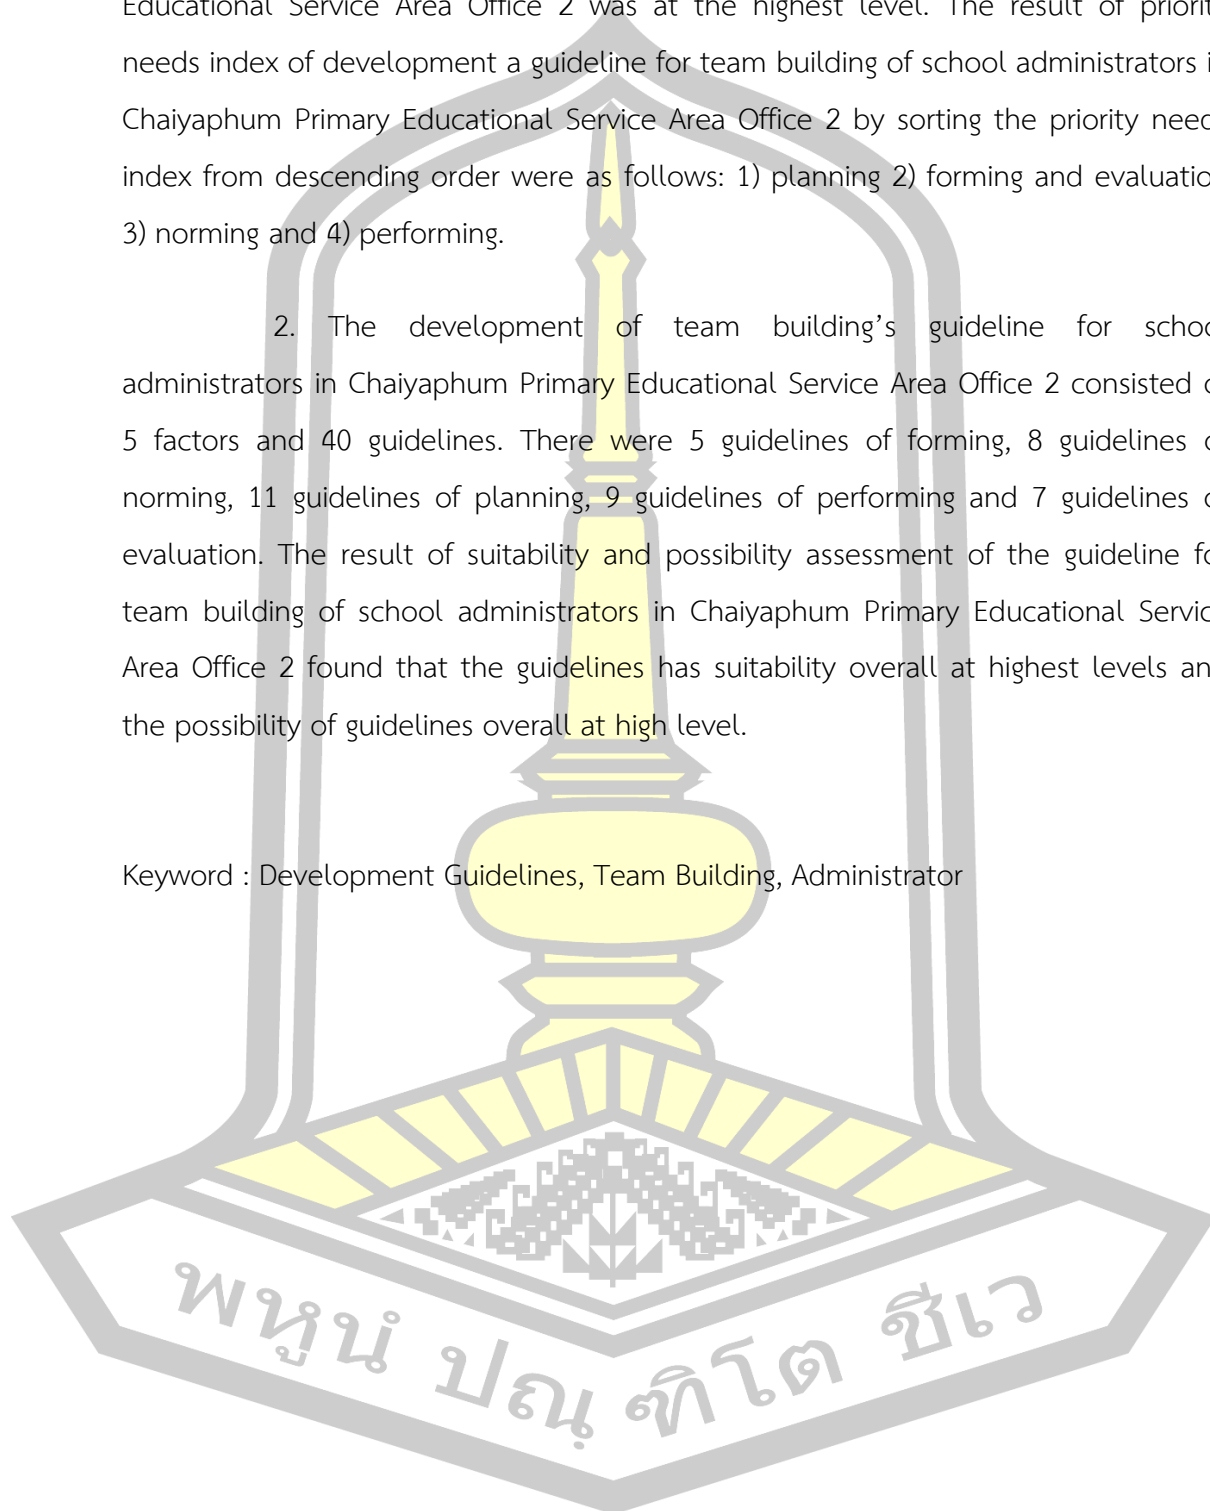 Educational Service Area Office 2 was at the highest level. The result of priorit
needs index of development a guideline for team building of school administrators i
Chaiyaphum Primary Educational Service Area Office 2 by sorting the priority need
index from descending order were as follows: 1) planning 2) forming and evaluatio
3) norming and 4) performing.
2. The development of team building’s guideline for schoo
administrators in Chaiyaphum Primary Educational Service Area Office 2 consisted o
5 factors and 40 guidelines. There were 5 guidelines of forming, 8 guidelines o
norming, 11 guidelines of planning, 9 guidelines of performing and 7 guidelines o
evaluation. The result of suitability and possibility assessment of the guideline fo
team building of school administrators in Chaiyaphum Primary Educational Servic
Area Office 2 found that the guidelines has suitability overall at highest levels an
the possibility of guidelines overall at high level.
Keyword : Development Guidelines, Team Building, Administrator
พหูนํ ปณฺฑิโต ชีเว